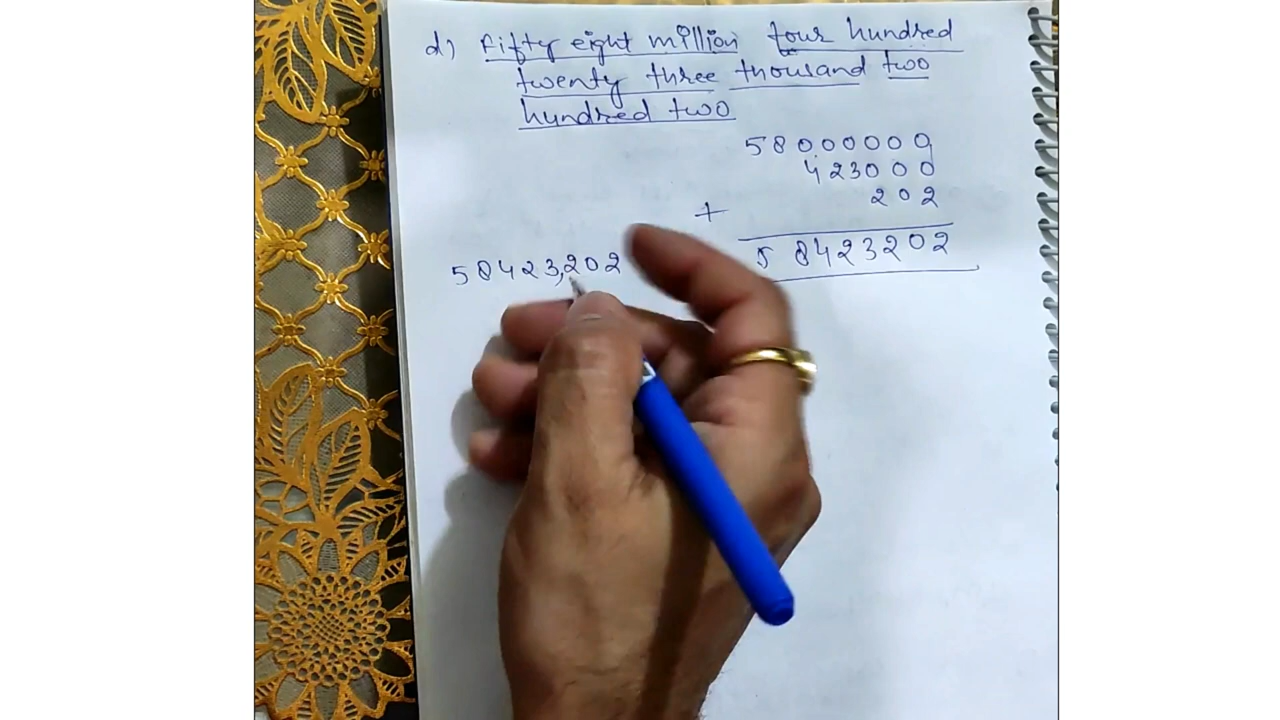 d) Fifty eight million four hundred
twenty three thousand two
hundred two
58000000
423000
202
+
58423202
58423,202